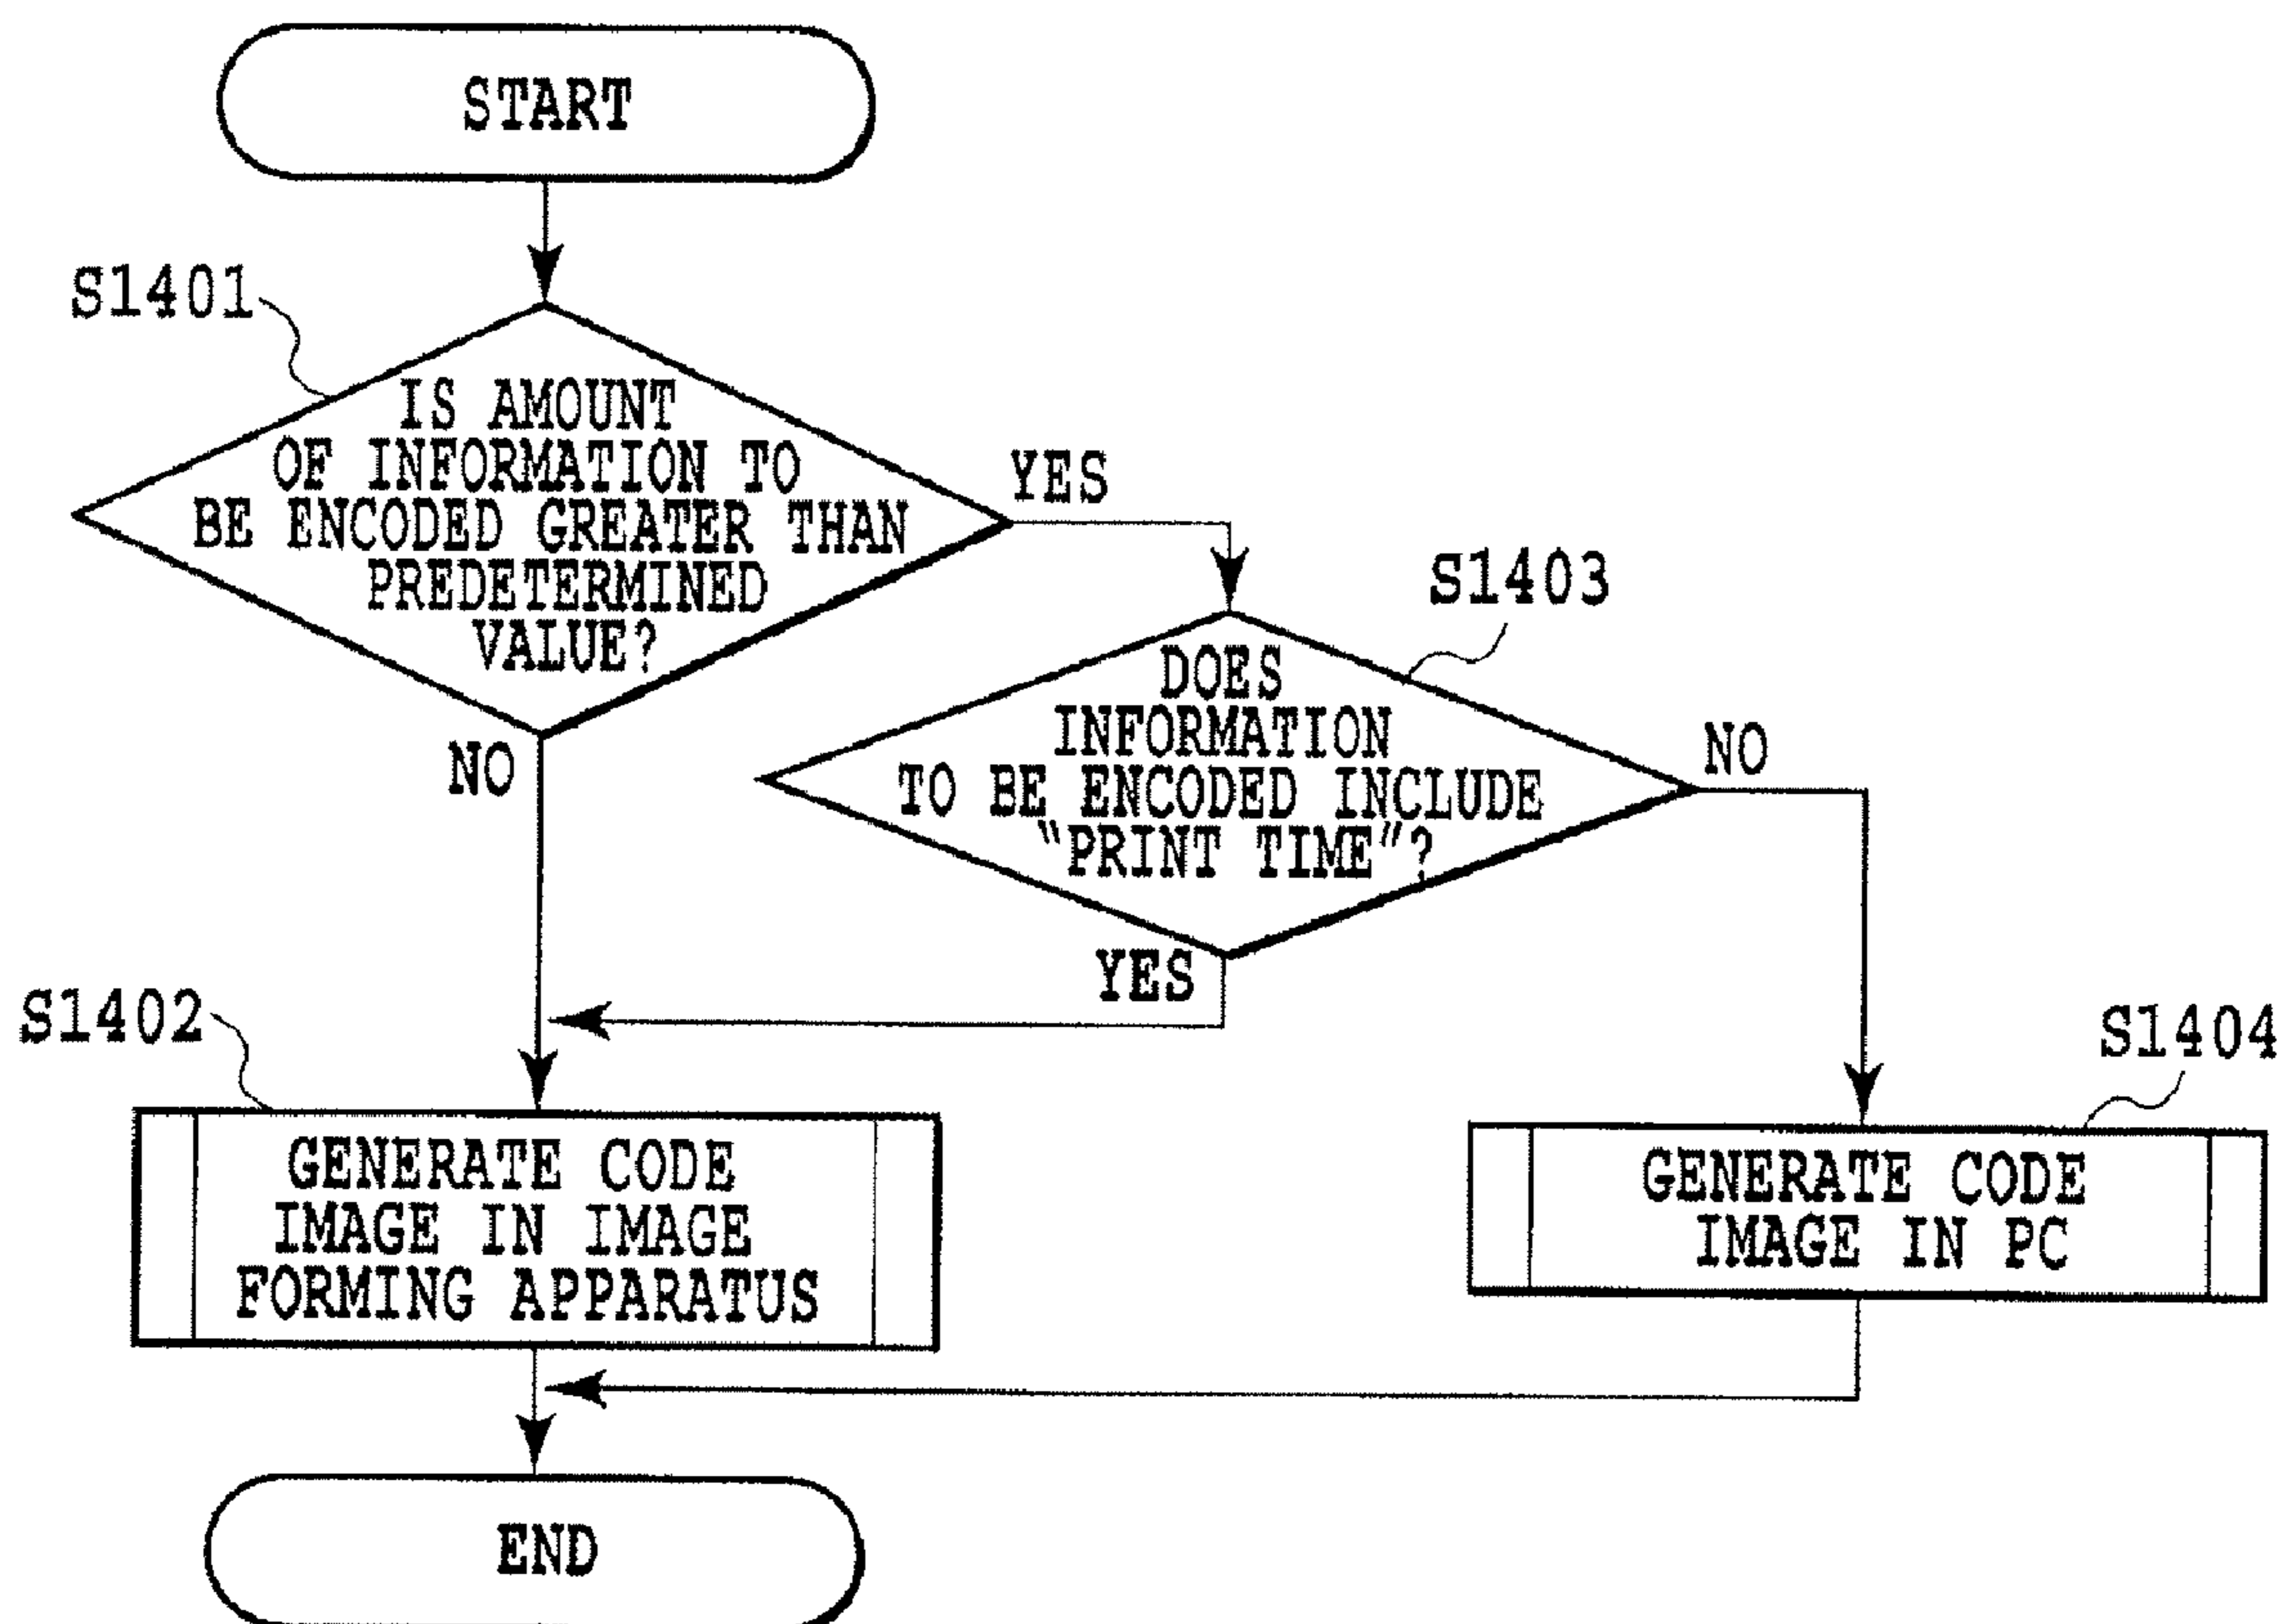 START
S1401
IS AMOUNT
OF INFORMATION TO
BE ENCODED GREATER THAN
PREDETERMINED
VALUE?
YES
NO
S1403
DOES
INFORMATION
TO BE ENCODED INCLUDE
"PRINT TIME"?
NO
YES
S1402
GENERATE CODE
IMAGE IN IMAGE
FORMING APPARATUS
S1404
GENERATE CODE
IMAGE IN PC
END